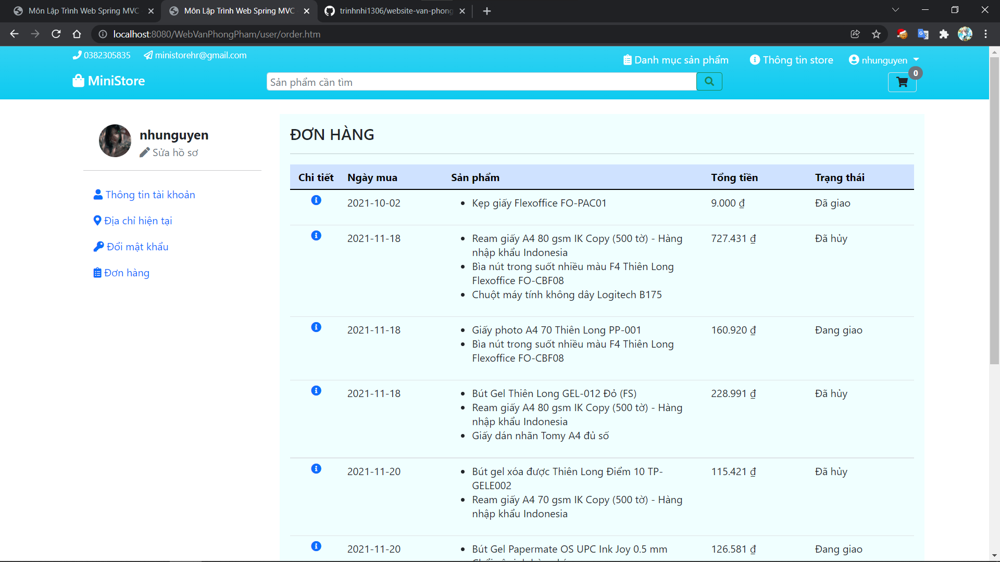 Môn Lập Trình Web Spring MVC
Môn Lập Trình Web Spring MVC
trinhnhi1306/website-van-phong
localhost:8080/WebVanPhongPham/user/order.htm
0382305835 ministorehr@gmail.com
Danh mục sản phẩm Thông tin store nhunguyen
MiniStore
Sản phẩm cần tìm
0
nhunguyen
Sửa hồ sơ
Thông tin tài khoản
Địa chỉ hiện tại
Đổi mật khẩu
Đơn hàng
ĐƠN HÀNG
Chi tiết Ngày mua Sản phẩm Tổng tiền Trạng thái
2021-10-02 Kẹp giấy Flexoffice FO-PAC01 9.000 ₫ Đã giao
2021-11-18 Ream giấy A4 80 gsm IK Copy (500 tờ) - Hàng 727.431 ₫ Đã hủy
nhập khẩu Indonesia
Bìa nút trong suốt nhiều màu F4 Thiên Long
Flexoffice FO-CBF08
Chuột máy tính không dây Logitech B175
2021-11-18 Giấy photo A4 70 Thiên Long PP-001 160.920 ₫ Đang giao
Bìa nút trong suốt nhiều màu F4 Thiên Long
Flexoffice FO-CBF08
2021-11-18 Bút Gel Thiên Long GEL-012 Đỏ (FS) 228.991 ₫ Đã hủy
Ream giấy A4 80 gsm IK Copy (500 tờ) - Hàng
nhập khẩu Indonesia
Giấy dán nhãn Tomy A4 đủ số
2021-11-20 Bút gel xóa được Thiên Long Điểm 10 TP- 115.421 ₫ Đã hủy
GELE002
Ream giấy A4 70 gsm IK Copy (500 tờ) - Hàng
nhập khẩu Indonesia
2021-11-20 Bút Gel Papermate OS UPC Ink Joy 0.5 mm 126.581 ₫ Đang giao